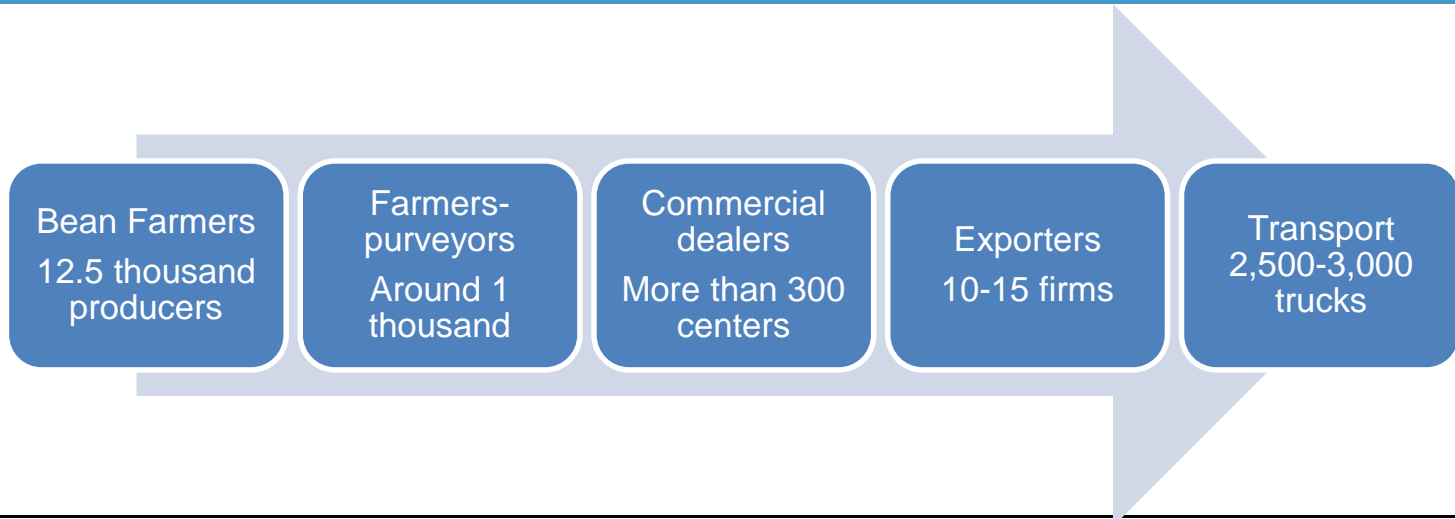 Bean Farmers
12.5 thousand
producers
Farmers-
purveyors
Around 1
thousand
Commercial
dealers
More than 300
centers
Exporters
10-15 firms
Transport
2,500-3,000
trucks